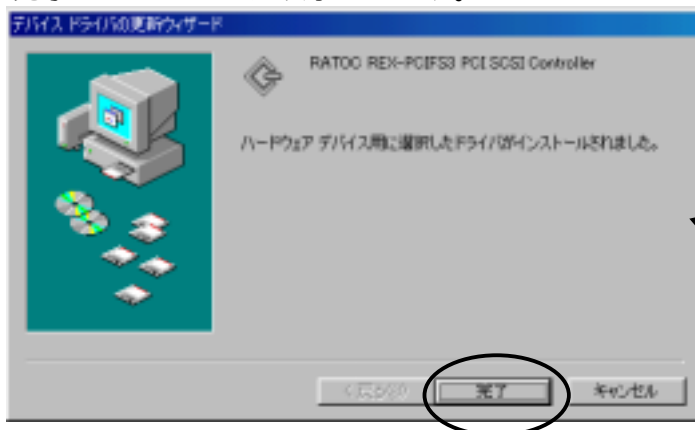 デバイス ドライバの更新ウィザード
RATOC REX-PCIFS3 PCI SCSI Controller
ハードウェア デバイス用に選択したドライバがインストールされました。
< 戻る(B)
完了
キャンセル